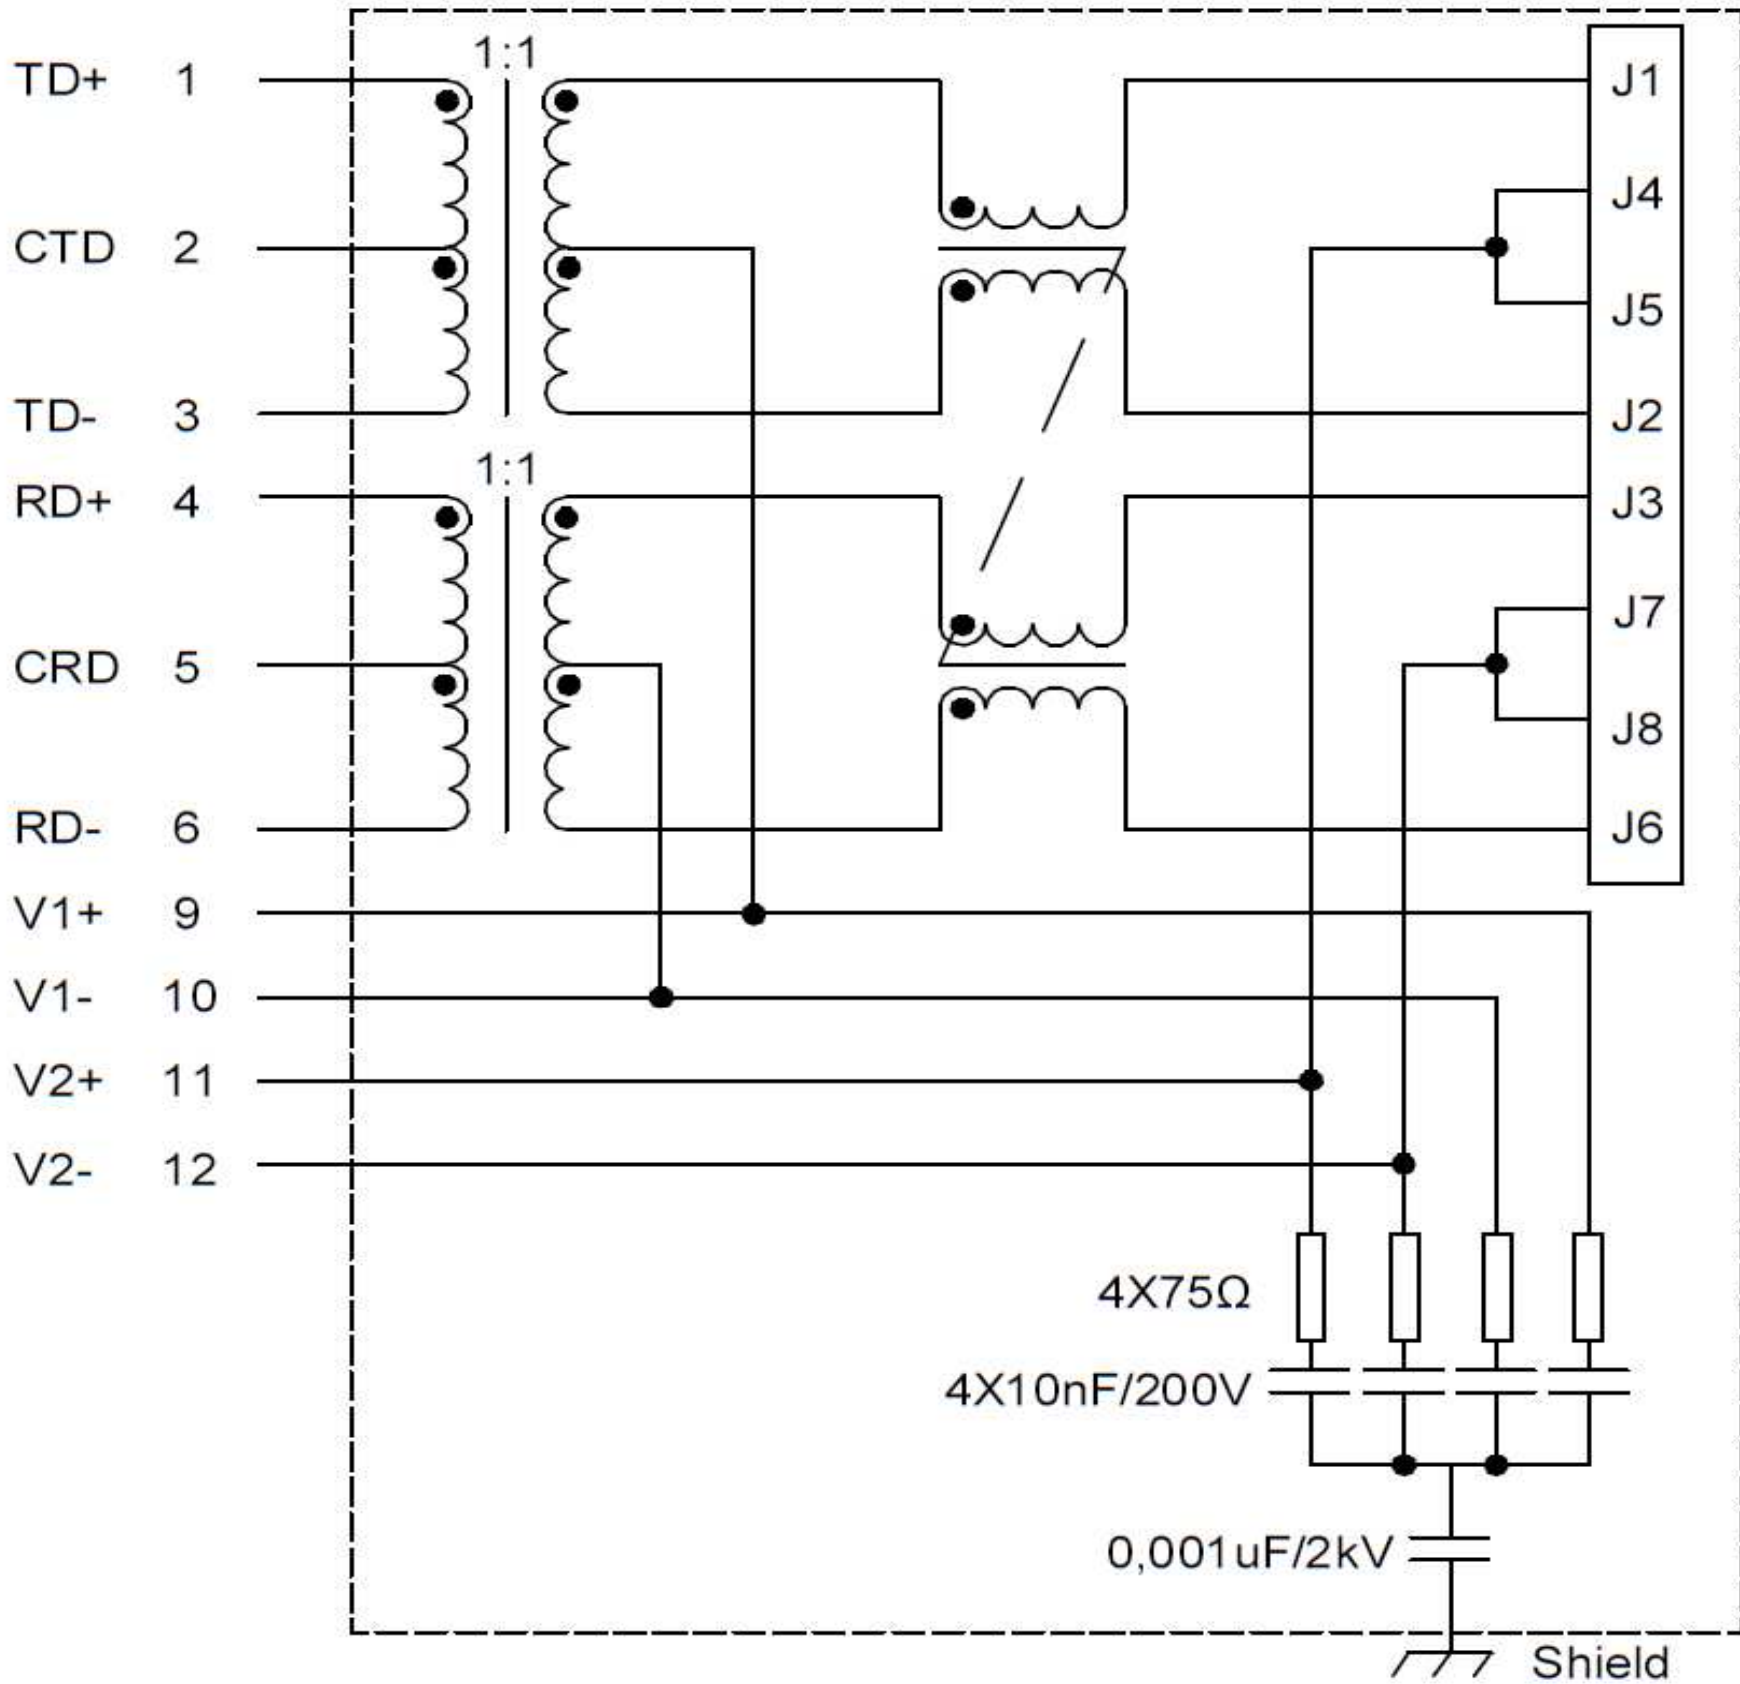 1:1
TD+ 1 J1
J4
CTD 2
J5
TD- 3 J2
1:1
RD+ 4 J3
J7
CRD 5
J8
RD- 6 J6
V1+ 9
V1- 10
V2+ 11
V2- 12
4X75Ω
4X10nF/200V
0,001uF/2kV
Shield